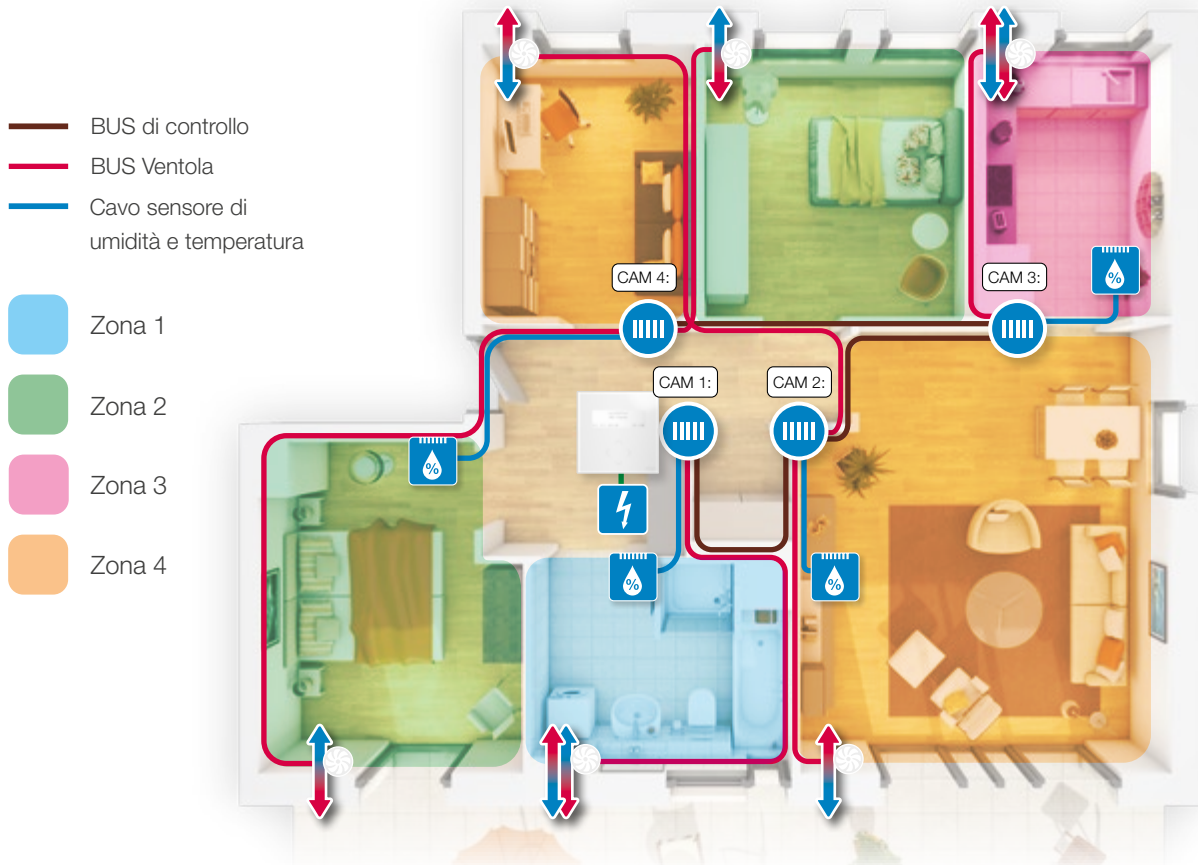 BUS di controllo
BUS Ventola
Cavo sensore di
umidità e temperatura
Zona 1
Zona 2
Zona 3
Zona 4
CAM 4:
CAM 3:
%
CAM 1:
CAM 2:
%
%
%